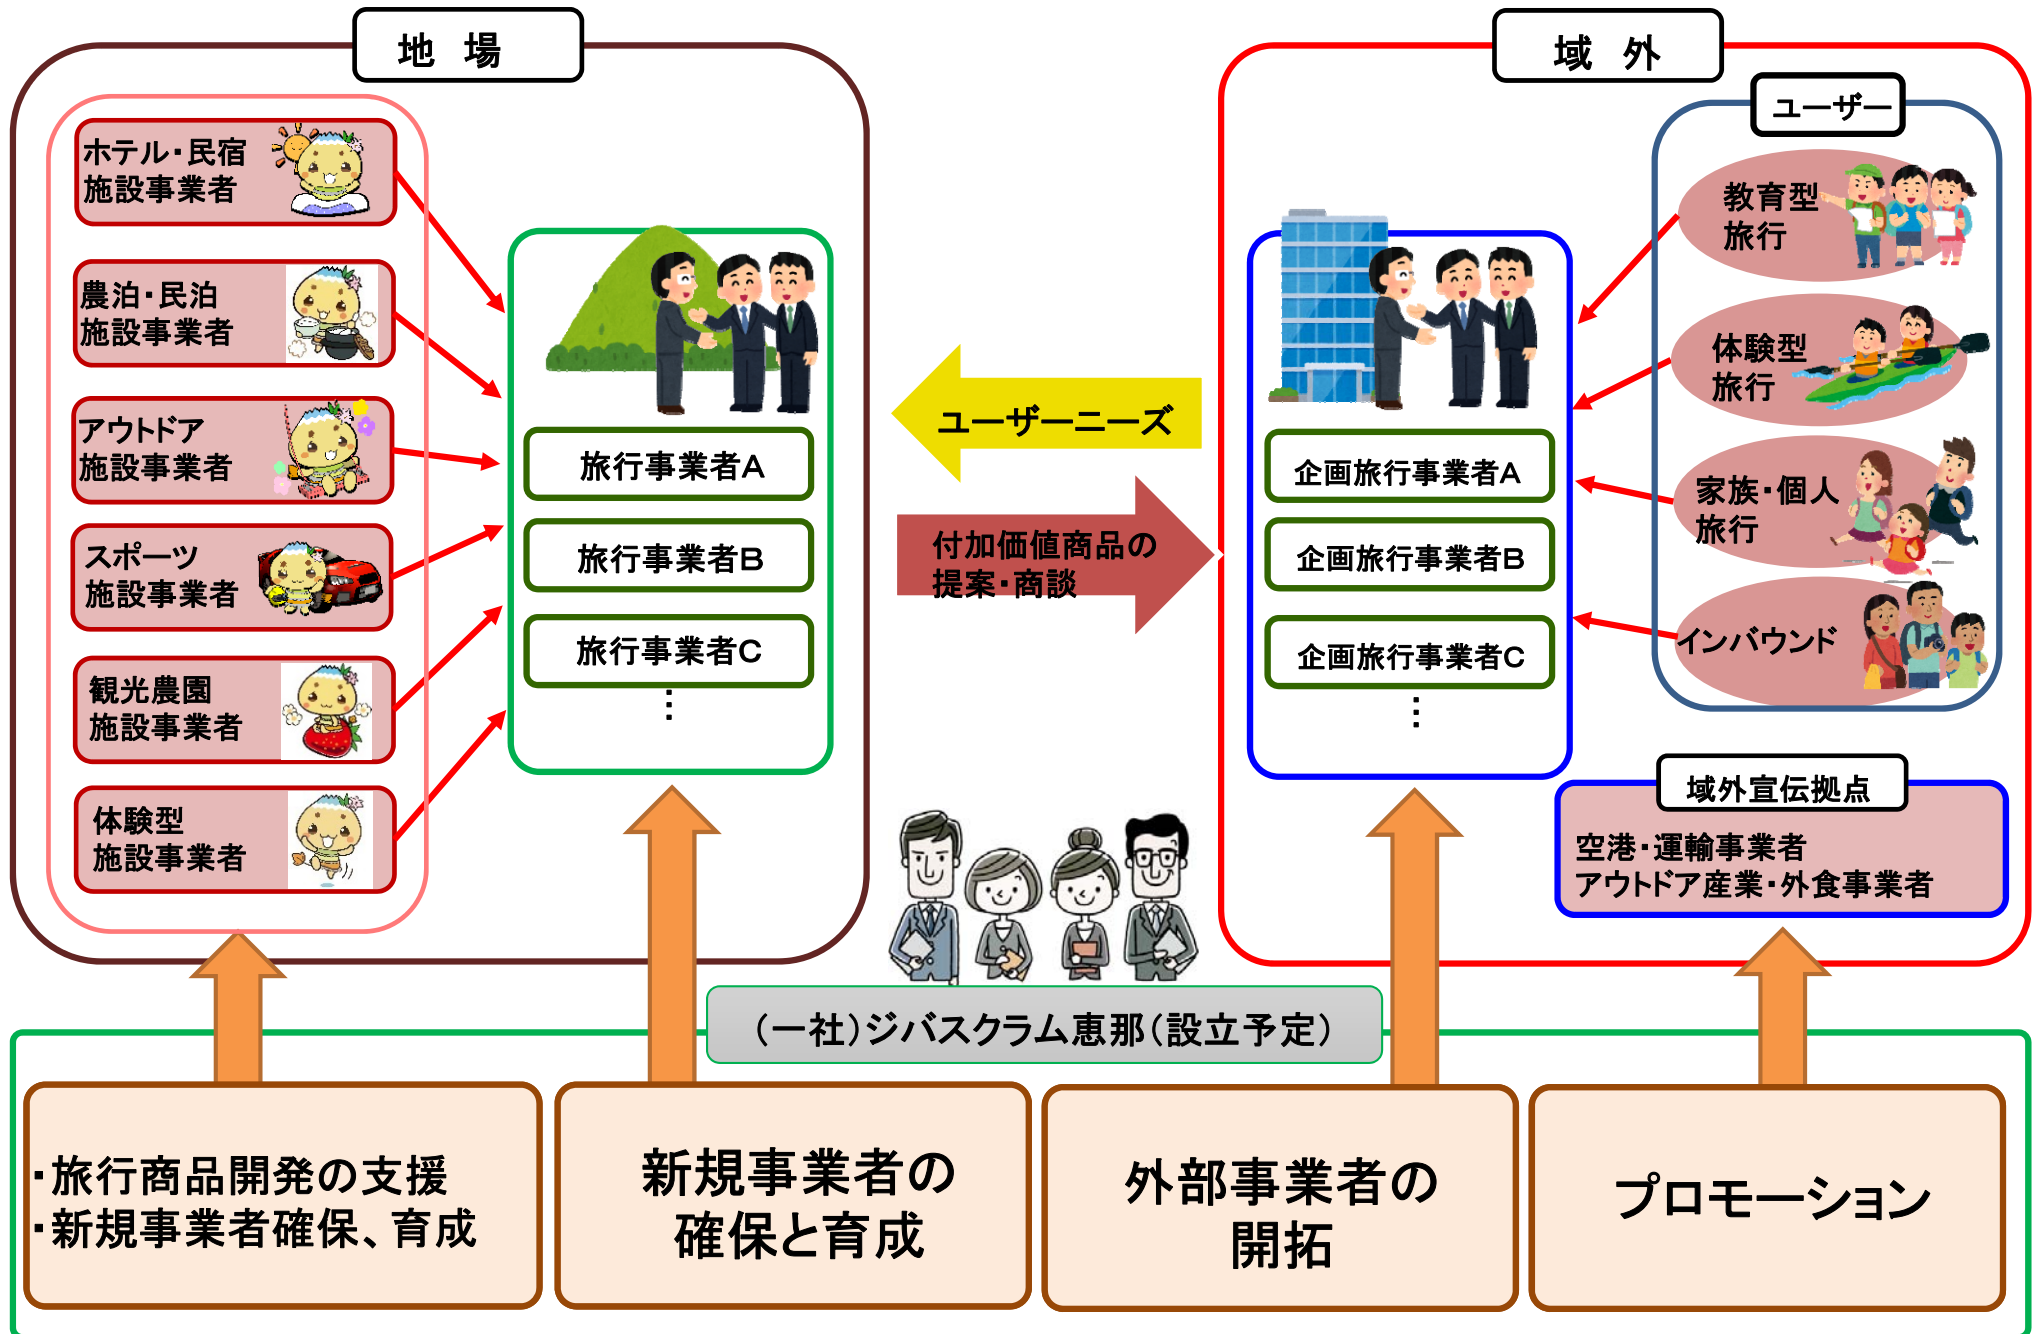 地　場
ホテル・民宿
施設事業者
農泊・民泊
施設事業者
アウトドア
施設事業者
スポーツ
施設事業者
観光農園
施設事業者
体験型
施設事業者
旅行事業者A
旅行事業者B
旅行事業者C
⋮
ユーザーニーズ
付加価値商品の
提案・商談
域　外
企画旅行事業者A
企画旅行事業者B
企画旅行事業者C
⋮
ユーザー
教育型
旅行
体験型
旅行
家族・個人
旅行
インバウンド
域外宣伝拠点
空港・運輸事業者
アウトドア産業・外食事業者
（一社）ジバスクラム恵那（設立予定）
・旅行商品開発の支援
・新規事業者確保、育成
新規事業者の
確保と育成
外部事業者の
開拓
プロモーション